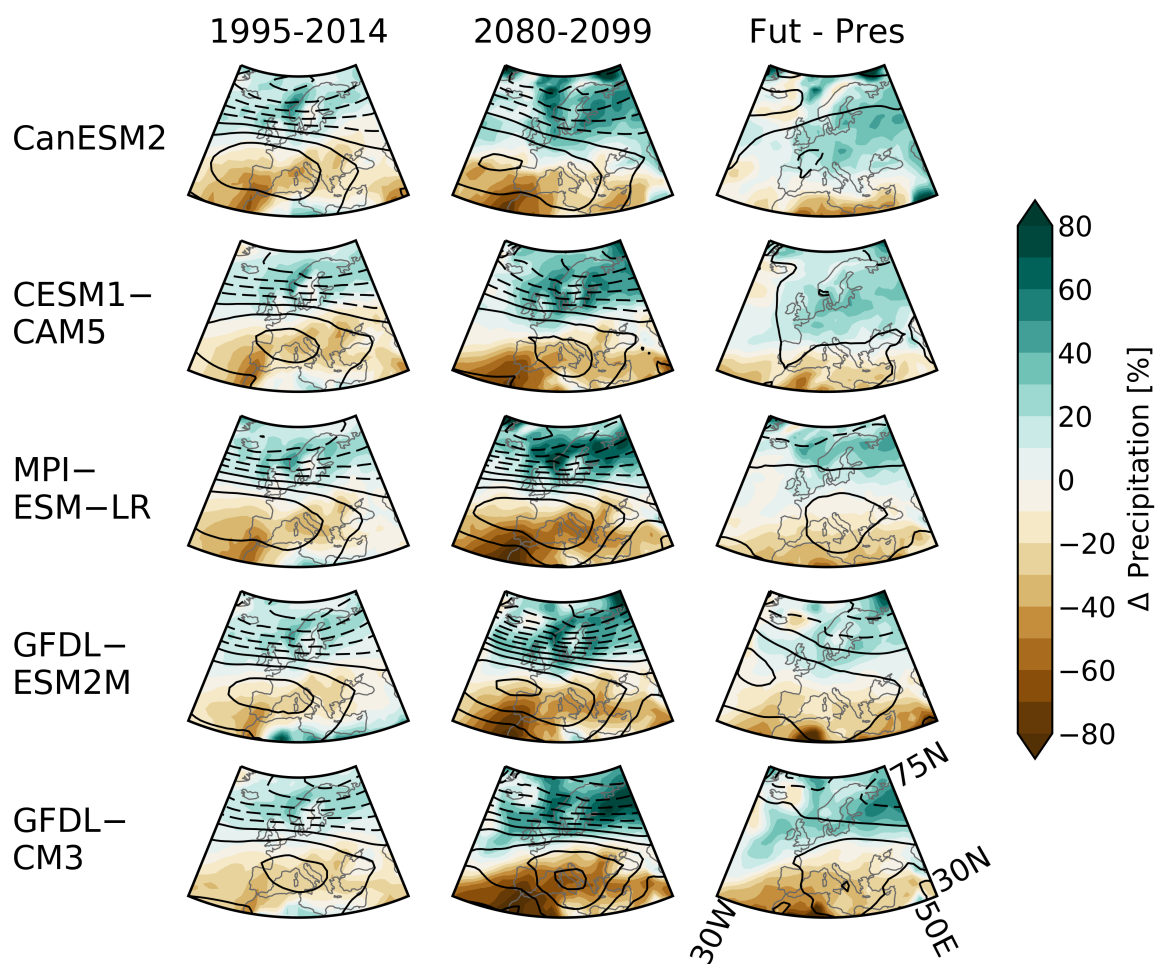 1995-2014 2080-2099 Fut - Pres
CanESM2
CESM1−
CAM5
MPI−
ESM−LR
GFDL−
ESM2M
GFDL−
CM3
80
60
40
20
0
−20
−40
−60
−80
Δ Precipitation [%]
75N
30N
50E
30W